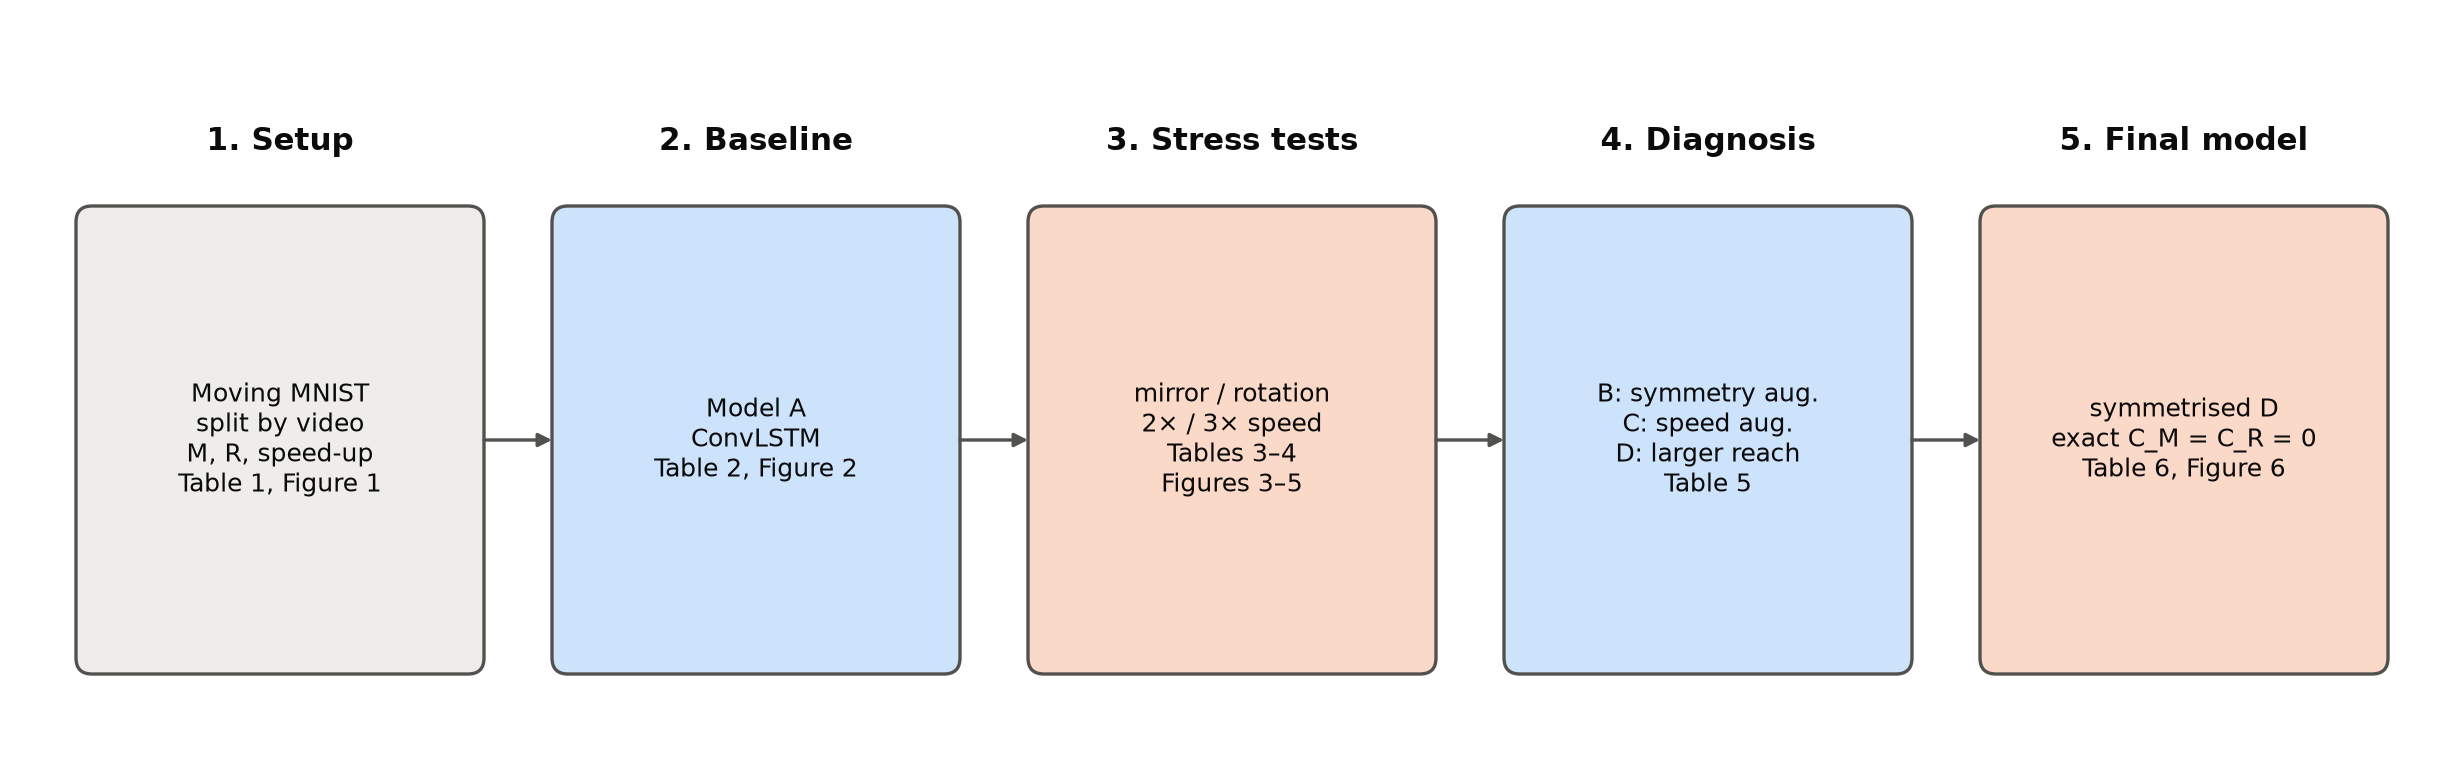 1. Setup
Moving MNIST
split by video
M, R, speed-up
Table 1, Figure 1
2. Baseline
Model A
ConvLSTM
Table 2, Figure 2
3. Stress tests
mirror / rotation
2× / 3× speed
Tables 3–4
Figures 3–5
4. Diagnosis
B: symmetry aug.
C: speed aug.
D: larger reach
Table 5
5. Final model
symmetrised D
exact C_M = C_R = 0
Table 6, Figure 6